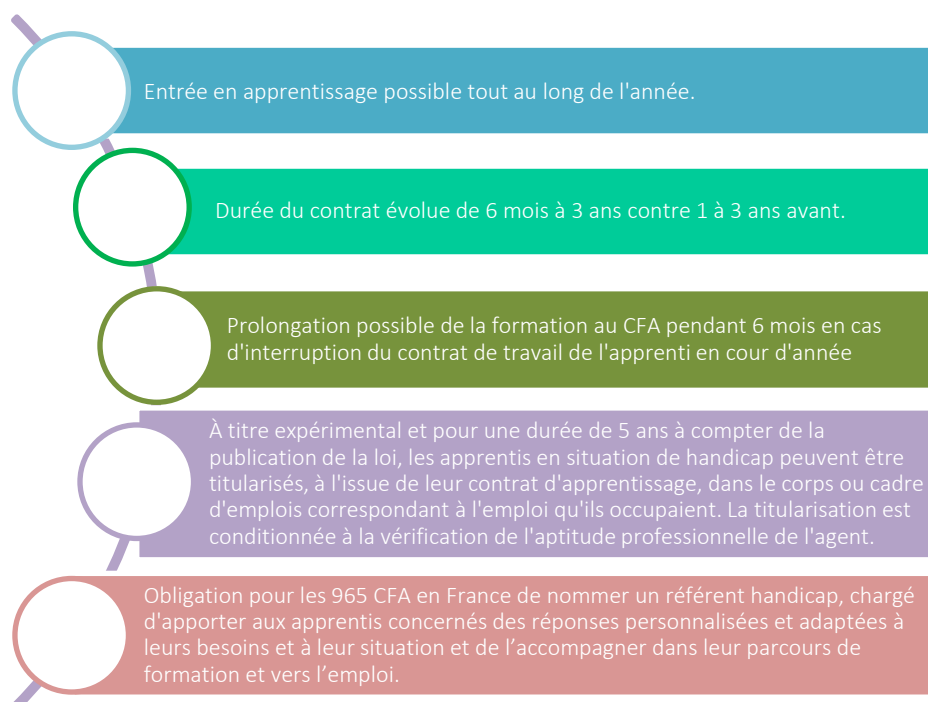 Entrée en apprentissage possible tout au long de l'année.
Durée du contrat évolue de 6 mois à 3 ans contre 1 à 3 ans avant.
Prolongation possible de la formation au CFA pendant 6 mois en cas
d'interruption du contrat de travail de l'apprenti en cour d'année
À titre expérimental et pour une durée de 5 ans à compter de la
publication de la loi, les apprentis en situation de handicap peuvent être
titularisés, à l'issue de leur contrat d'apprentissage, dans le corps ou cadre
d'emplois correspondant à l'emploi qu'ils occupaient. La titularisation est
conditionnée à la vérification de l'aptitude professionnelle de l'agent.
Obligation pour les 965 CFA en France de nommer un référent handicap, chargé
d'apporter aux apprentis concernés des réponses personnalisées et adaptées à
leurs besoins et à leur situation et de l’accompagner dans leur parcours de
formation et vers l’emploi.